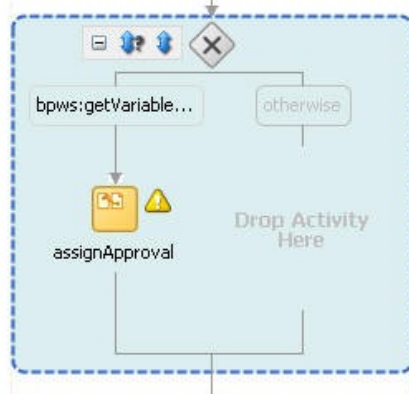 bpws:getVariable...
otherwise
Drop Activity
Here
assignApproval